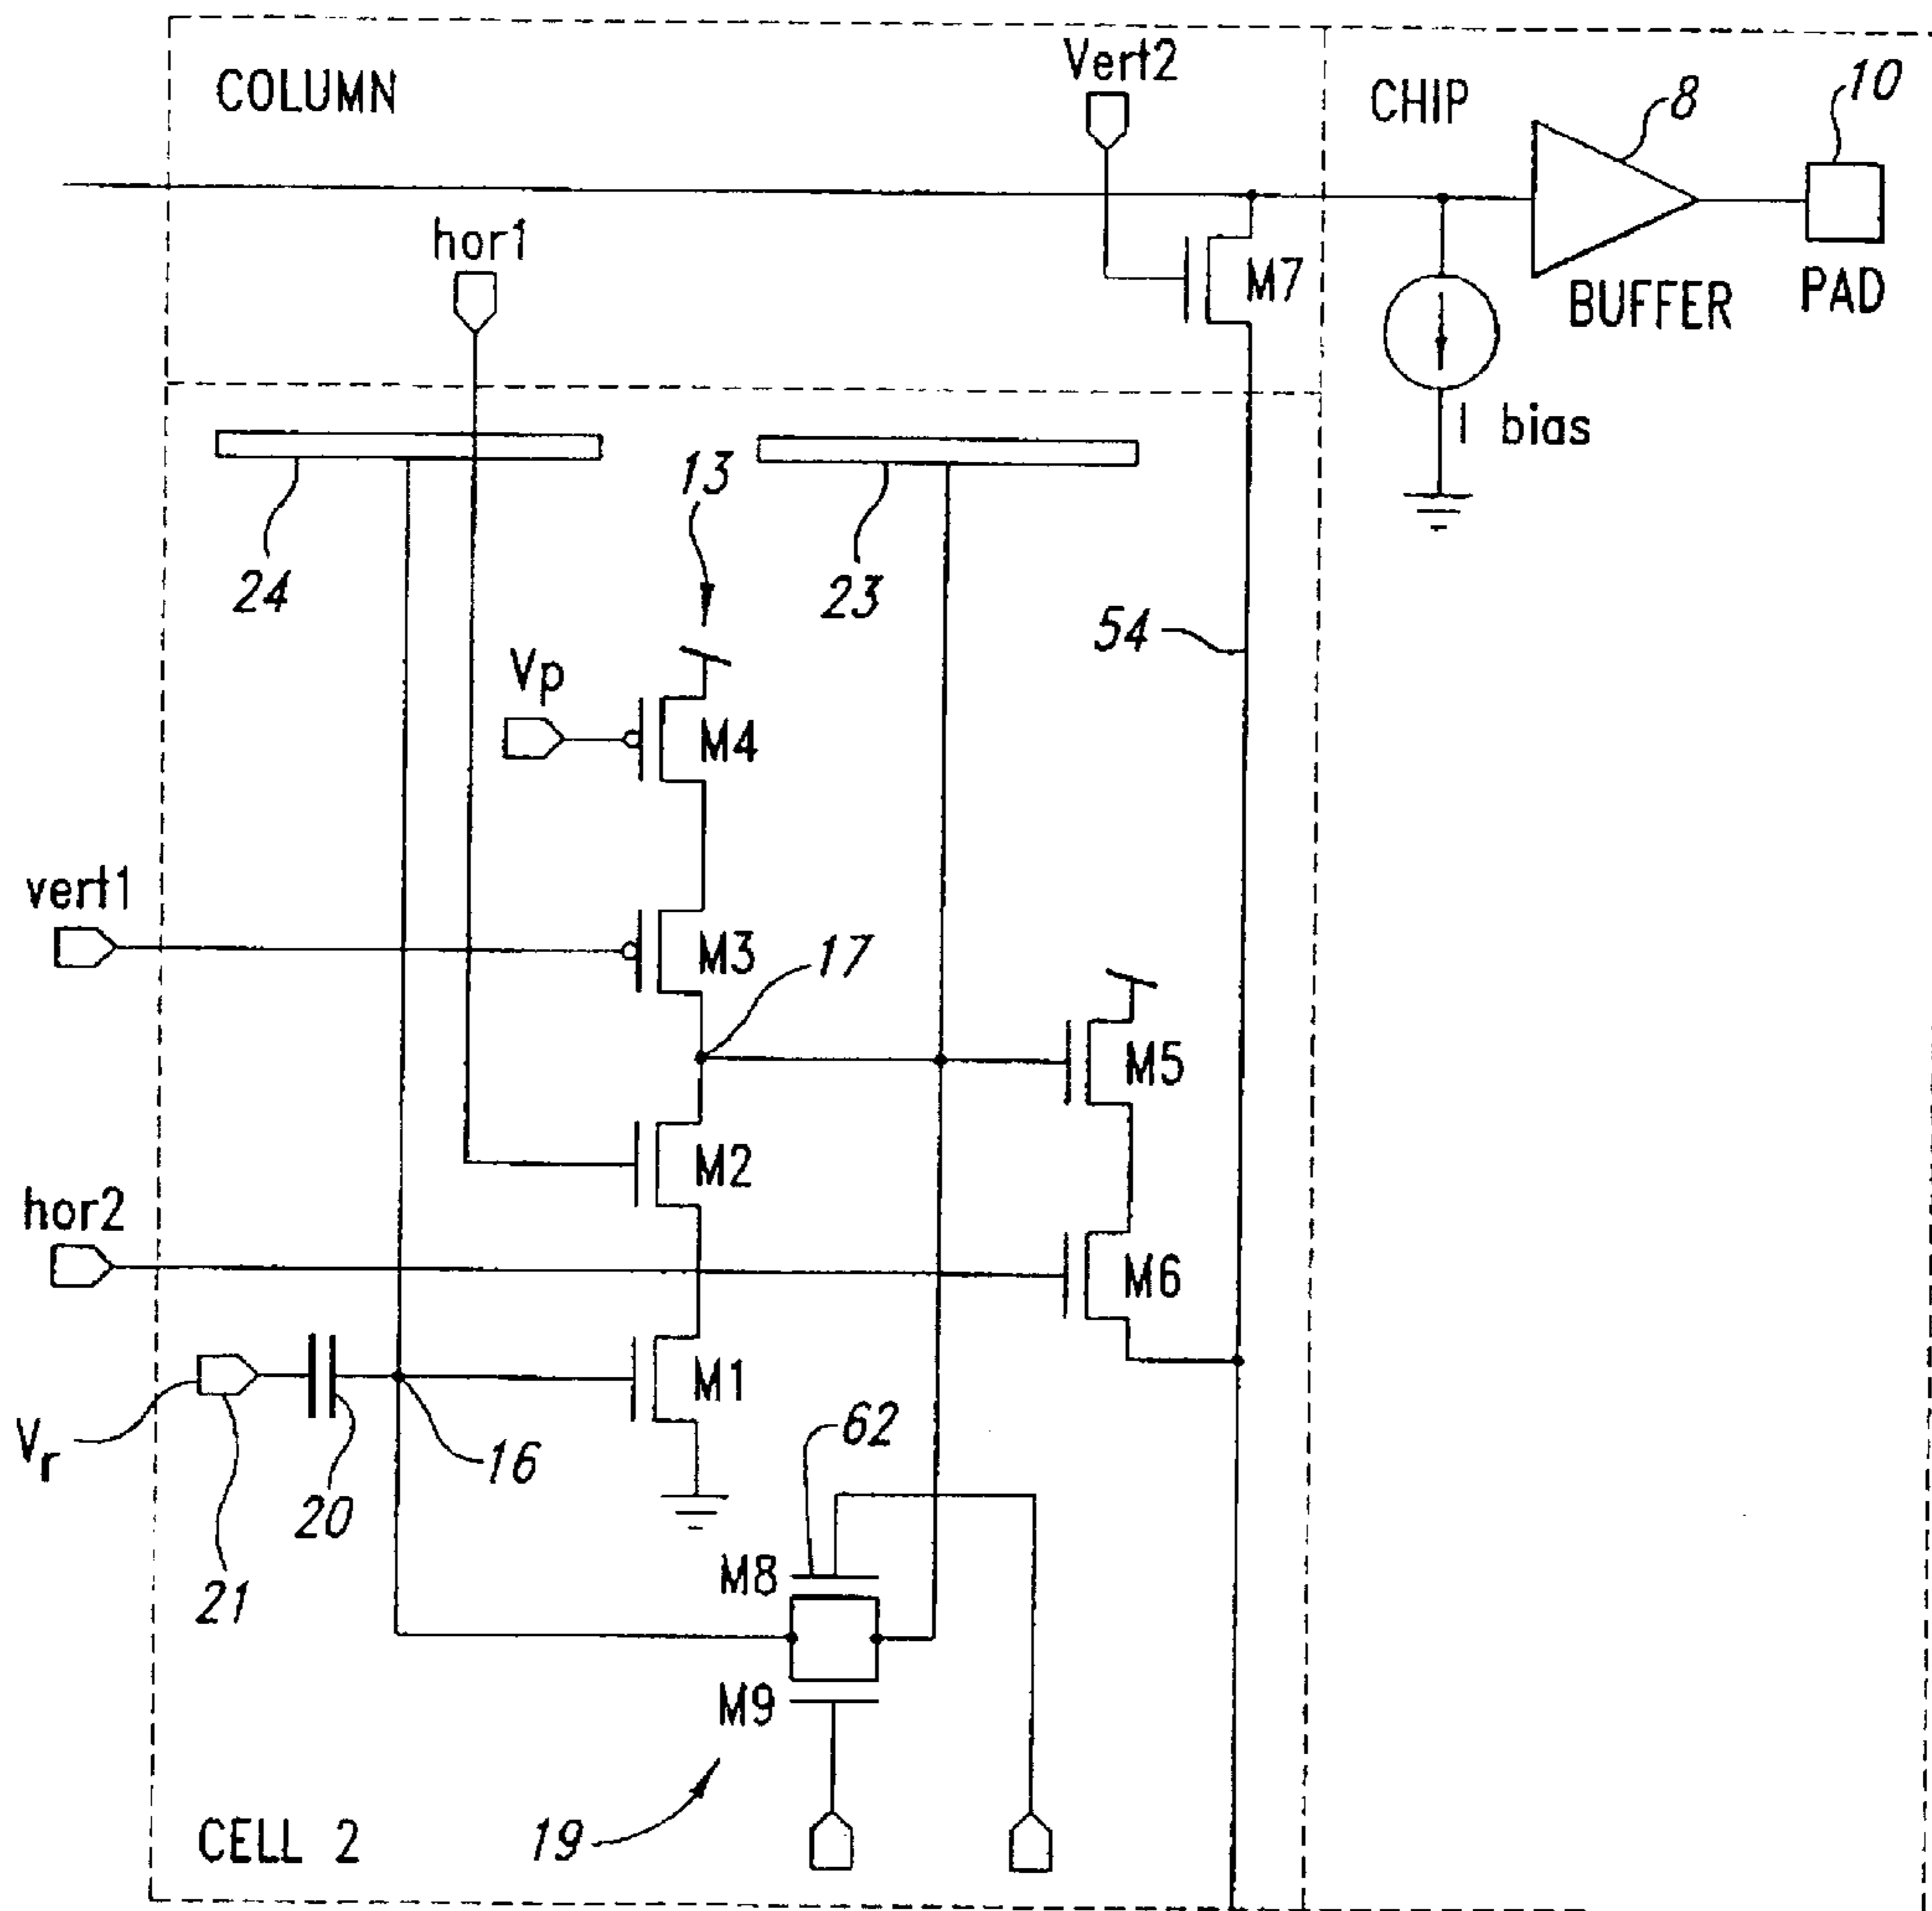 Vert2
COLUMN
CHIP
8
10
hor1
M7
BUFFER
PAD
I bias
13
24
23
54
Vp
M4
vert1
M3
17
M5
M2
hor2
M6
M1
Vr
16
20
62
21
M8
M9
19
CELL 2